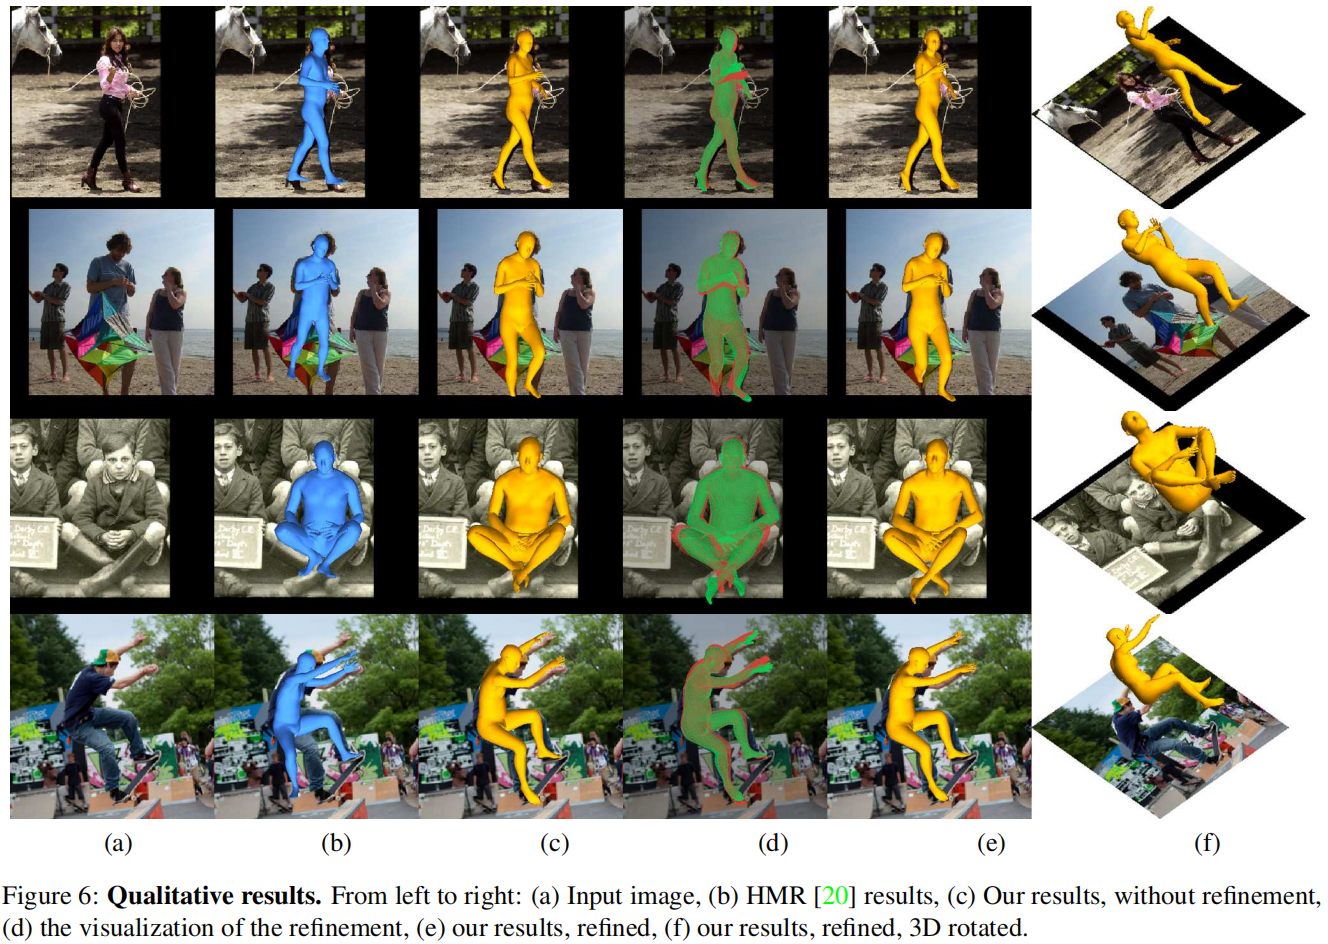 Derby C.E.
(a)
(b)
(c)
(d)
(e)
(f)
Figure 6: Qualitative results. From left to right: (a) Input image, (b) HMR [20] results, (c) Our results, without refinement,
(d) the visualization of the refinement, (e) our results, refined, (f) our results, refined, 3D rotated.